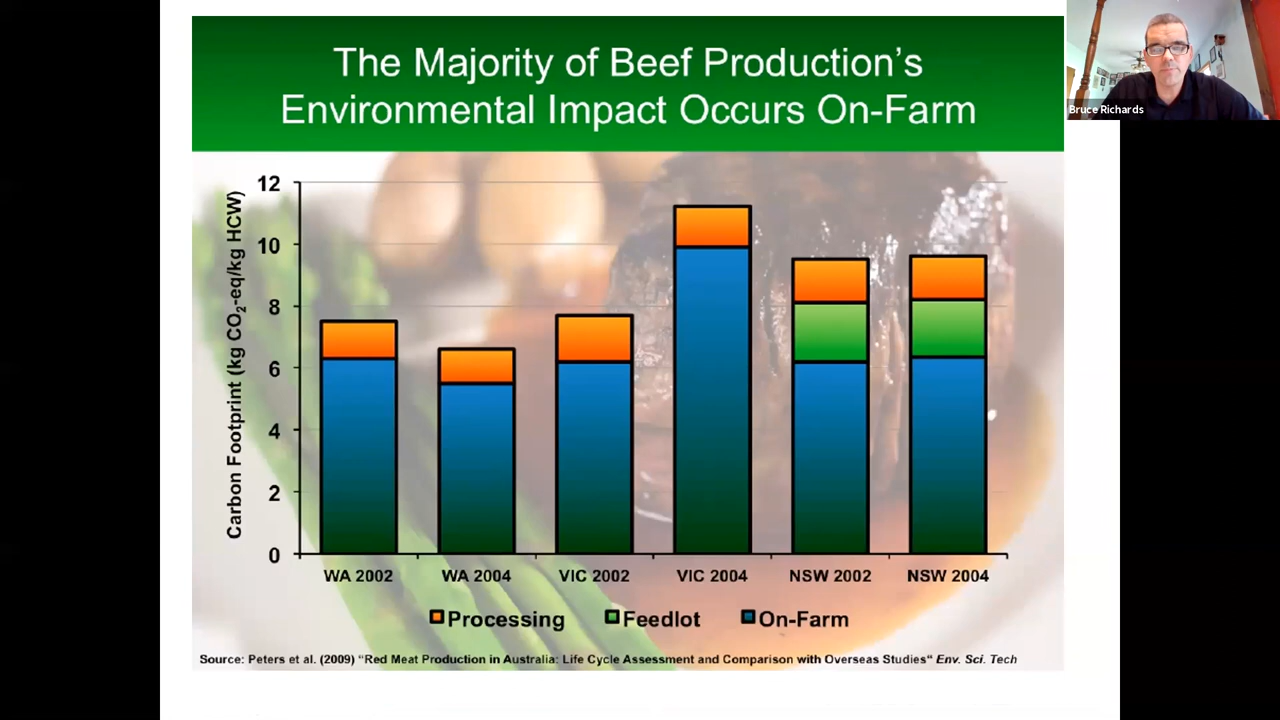 The Majority of Beef Production’s
Environmental Impact Occurs On-Farm
Bruce Richards
Carbon Footprint (kg CO₂-eq/kg HCW)
12
10
8
6
4
2
0
WA 2002 WA 2004 VIC 2002 VIC 2004 NSW 2002 NSW 2004
Processing Feedlot On-Farm
Source: Peters et al. (2009) “Red Meat Production in Australia: Life Cycle Assessment and Comparison with Overseas Studies“ Env. Sci. Tech